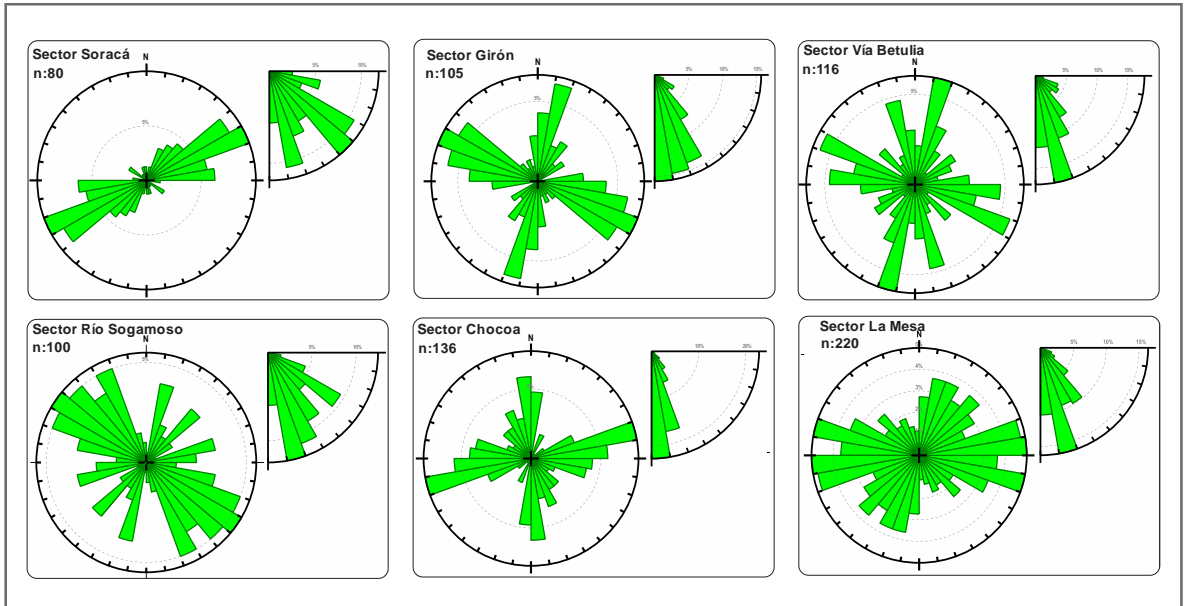 Sector Soracá
n:80
N
5%
5%
10%
Sector Girón
n:105
N
5%
5%
10%
15%
Sector Vía Betulia
n:116
N
5%
5%
10%
15%
Sector Río Sogamoso
n:100
N
5%
5%
10%
Sector Chocoa
n:136
N
10%
20%
Sector La Mesa
n:220
N
4%
3%
5%
10%
15%